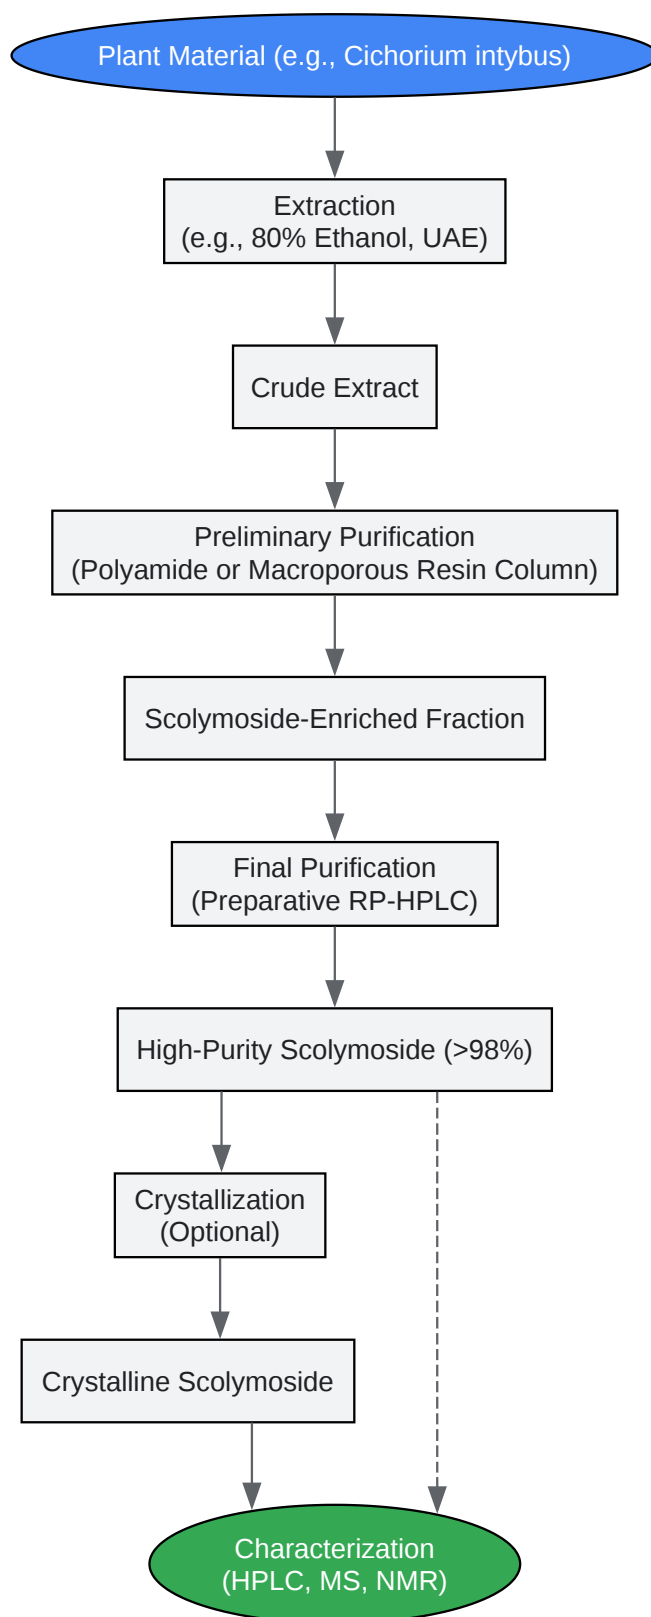 Plant Material (e.g., Cichorium intybus)
Extraction
(e.g., 80% Ethanol, UAE)
Crude Extract
Preliminary Purification
(Polyamide or Macroporous Resin Column)
Scolymoside-Enriched Fraction
Final Purification
(Preparative RP-HPLC)
High-Purity Scolymoside (>98%)
Crystallization
(Optional)
Crystalline Scolymoside
Characterization
(HPLC, MS, NMR)